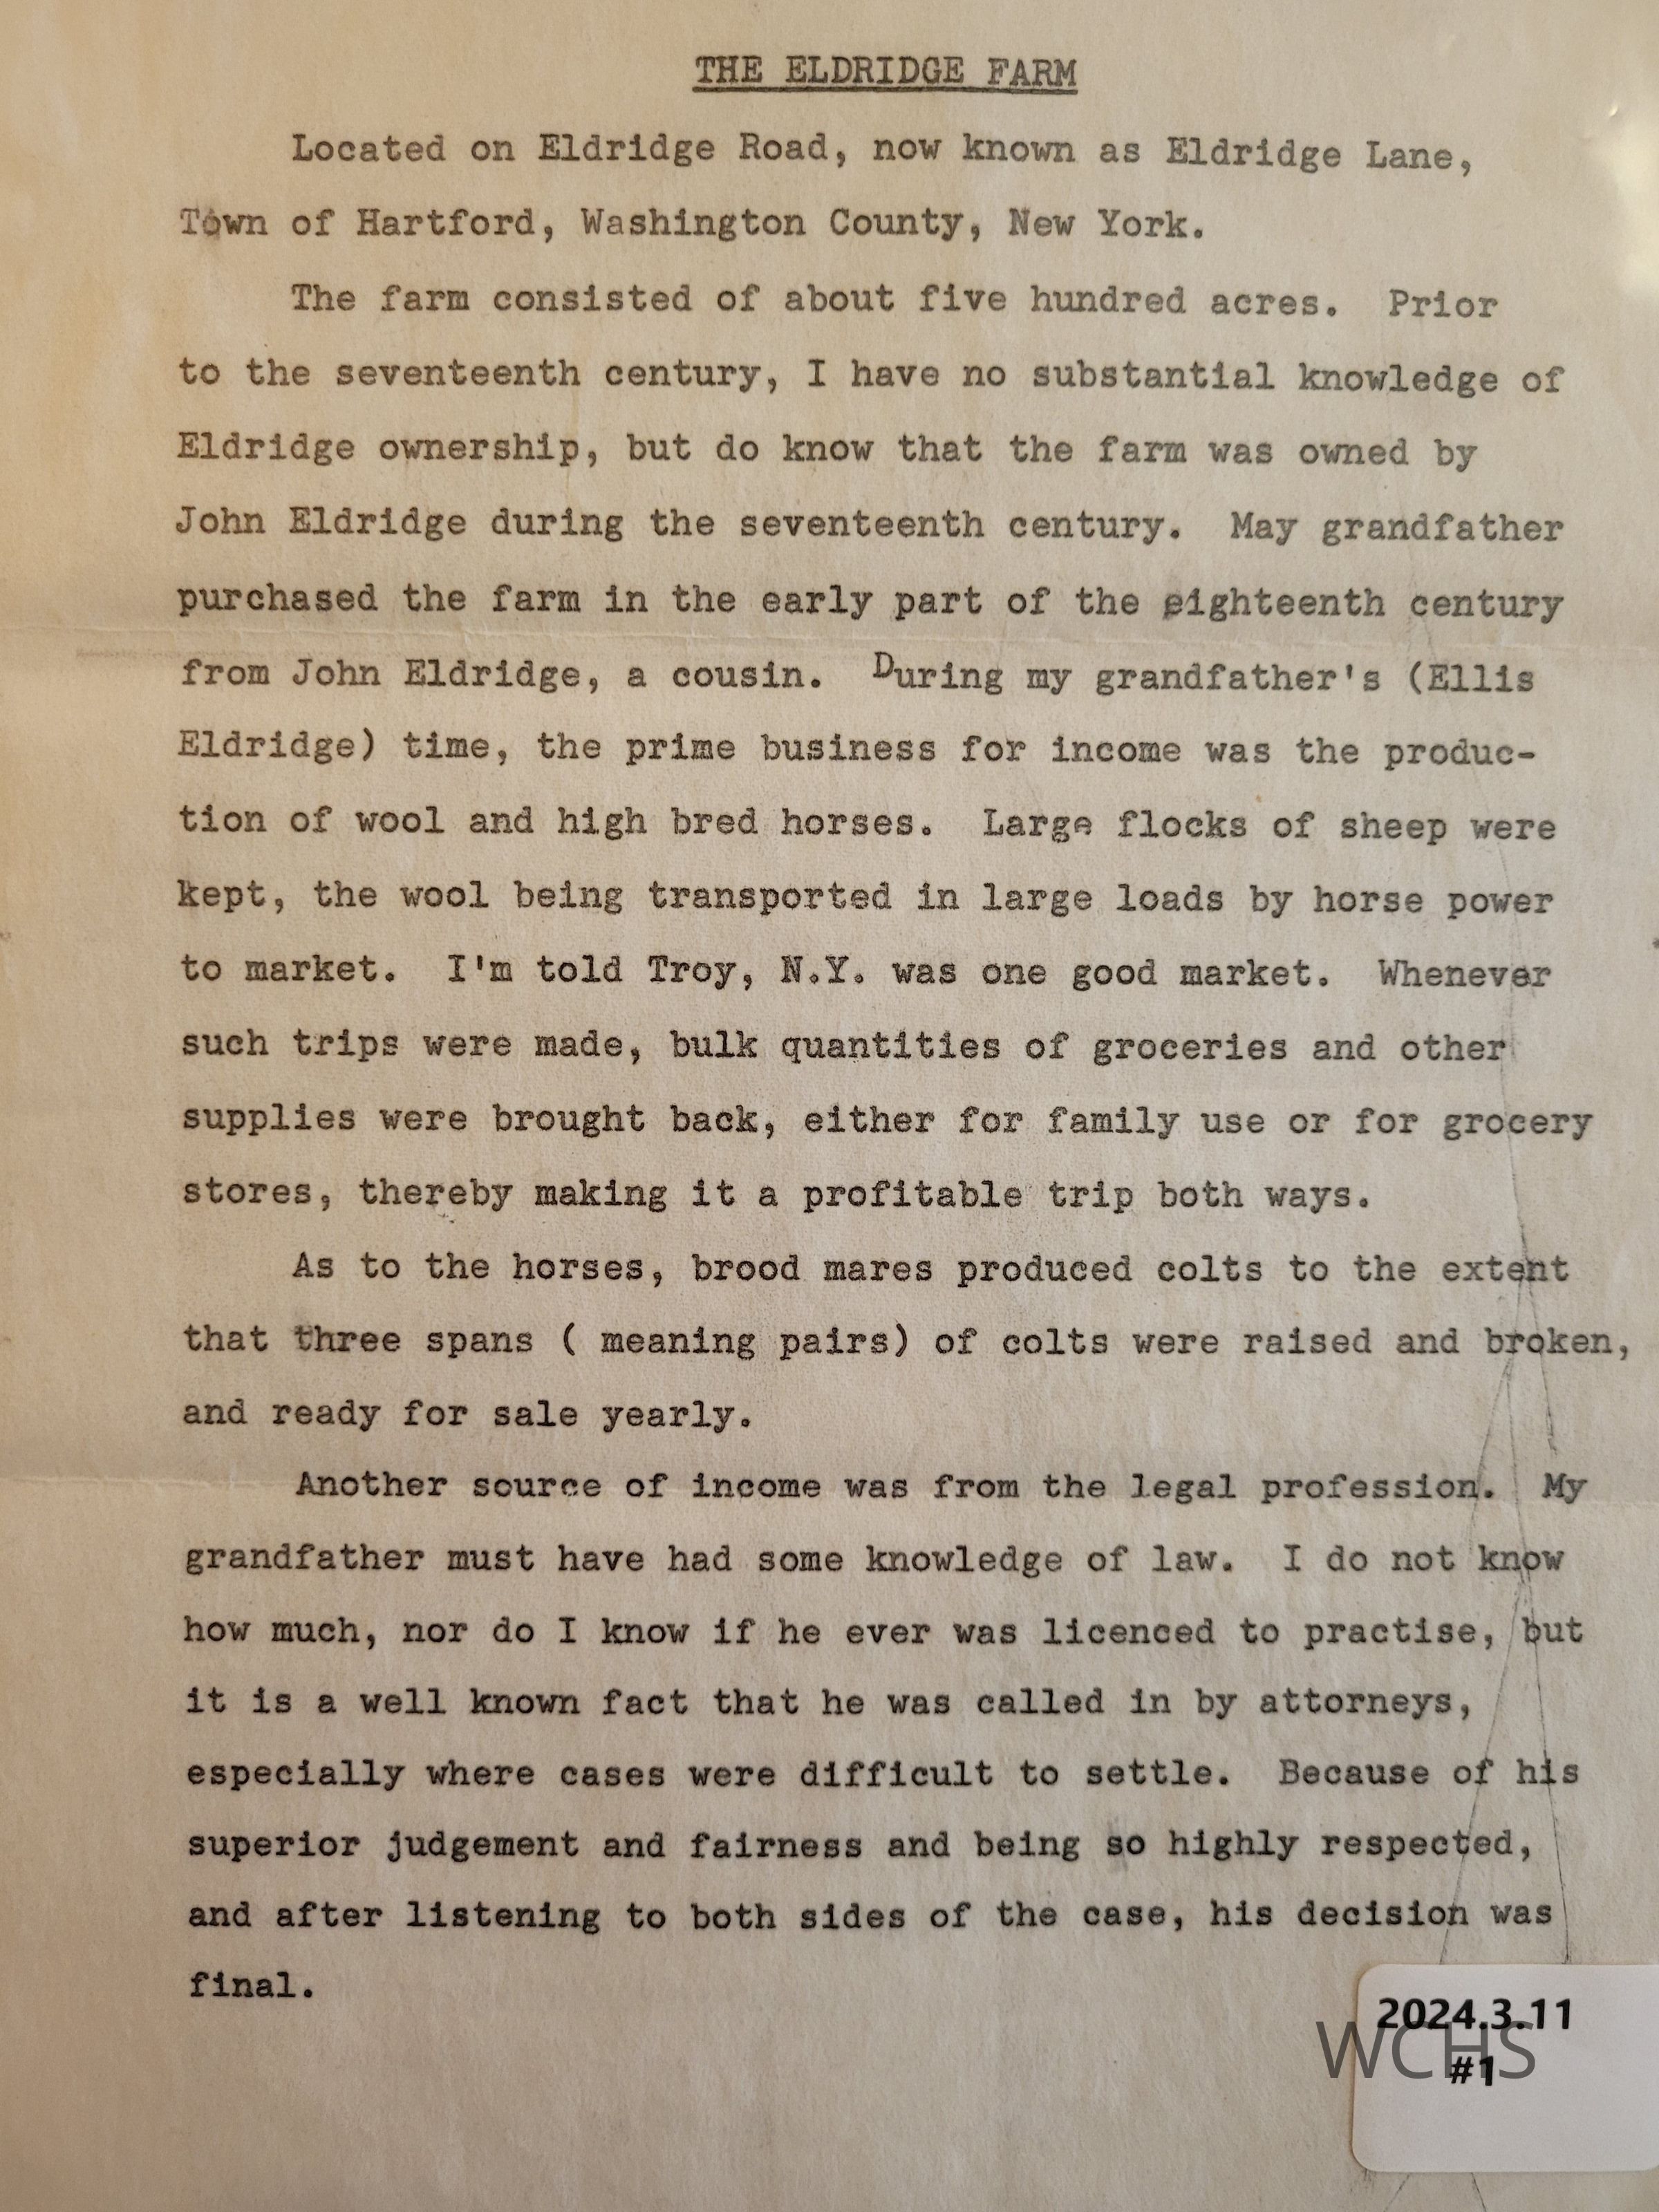 THE ELDRIDGE FARM
Located on Eldridge Road, now known as Eldridge Lane,
Town of Hartford, Washington County, New York.
The farm consisted of about five hundred acres.  Prior
to the seventeenth century, I have no substantial knowledge of
Eldridge ownership, but do know that the farm was owned by
John Eldridge during the seventeenth century.  May grandfather
purchased the farm in the early part of the eighteenth century
from John Eldridge, a cousin.  During my grandfather's (Ellis
Eldridge) time, the prime business for income was the produc-
tion of wool and high bred horses.  Large flocks of sheep were
kept, the wool being transported in large loads by horse power
to market.  I'm told Troy, N.Y. was one good market.  Whenever
such trips were made, bulk quantities of groceries and other
supplies were brought back, either for family use or for grocery
stores, thereby making it a profitable trip both ways.
As to the horses, brood mares produced colts to the extent
that three spans ( meaning pairs) of colts were raised and broken,
and ready for sale yearly.
Another source of income was from the legal profession.  My
grandfather must have had some knowledge of law.  I do not know
how much, nor do I know if he ever was licenced to practise, but
it is a well known fact that he was called in by attorneys,
especially where cases were difficult to settle.  Because of his
superior judgement and fairness and being so highly respected,
and after listening to both sides of the case, his decision was
final.
2024.3.11
WCHS
#1